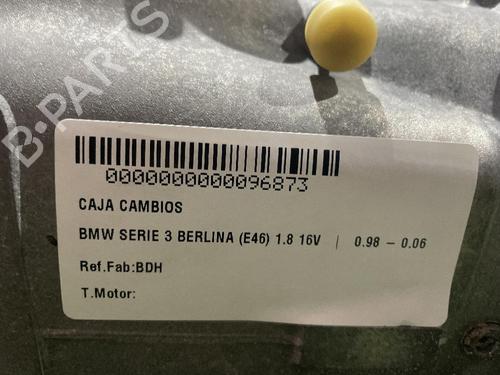 B-PARTS
0000000000096873
CAJA CAMBIOS
BMW SERIE 3 BERLINA (E46) 1.8 16V | 0.98 – 0.06
Ref.Fab:BDH
T.Motor: